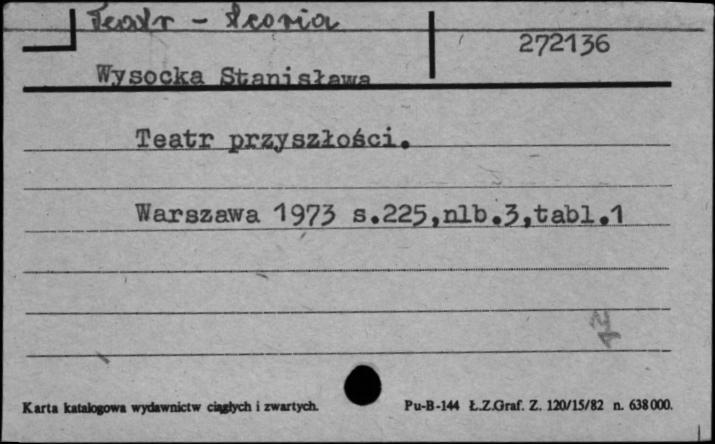 Teatr - teoria
272136
Wysocka Stanisława
Teatr przyszłości.
Warszawa 1973 s.225,nlb.3,tabl.1
Karta katalogowa wydawnictw ciągłych i zwartych.
Pu-B-144 Ł.Z.Graf. Z. 120/15/82 n. 638000.